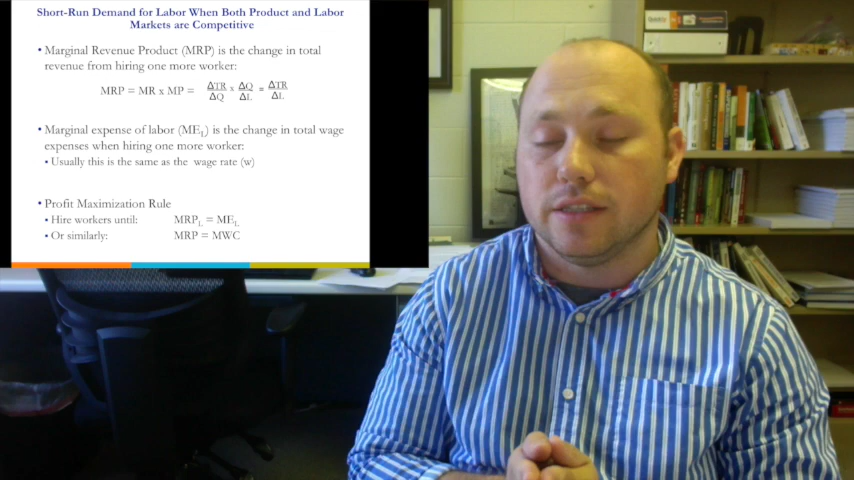 Short-Run Demand for Labor When Both Product and Labor
Markets are Competitive
• Marginal Revenue Product (MRP) is the change in total
revenue from hiring one more worker:
MRP = MR x MP = ΔTR/ΔQ x ΔQ/ΔL = ΔTR/ΔL
• Marginal expense of labor (ME_L) is the change in total wage
expenses when hiring one more worker:
▪ Usually this is the same as the wage rate (w)
• Profit Maximization Rule
▪ Hire workers until: MRP_L = ME_L
▪ Or similarly: MRP = MWC